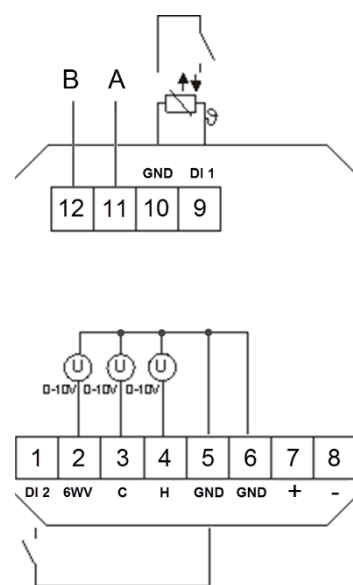 B A
ϑ
GND DI 1
12 11 10 9
U U U
0-10V 0-10V 0-10V
1 2 3 4 5 6 7 8
DI 2 6WV C H GND GND + -